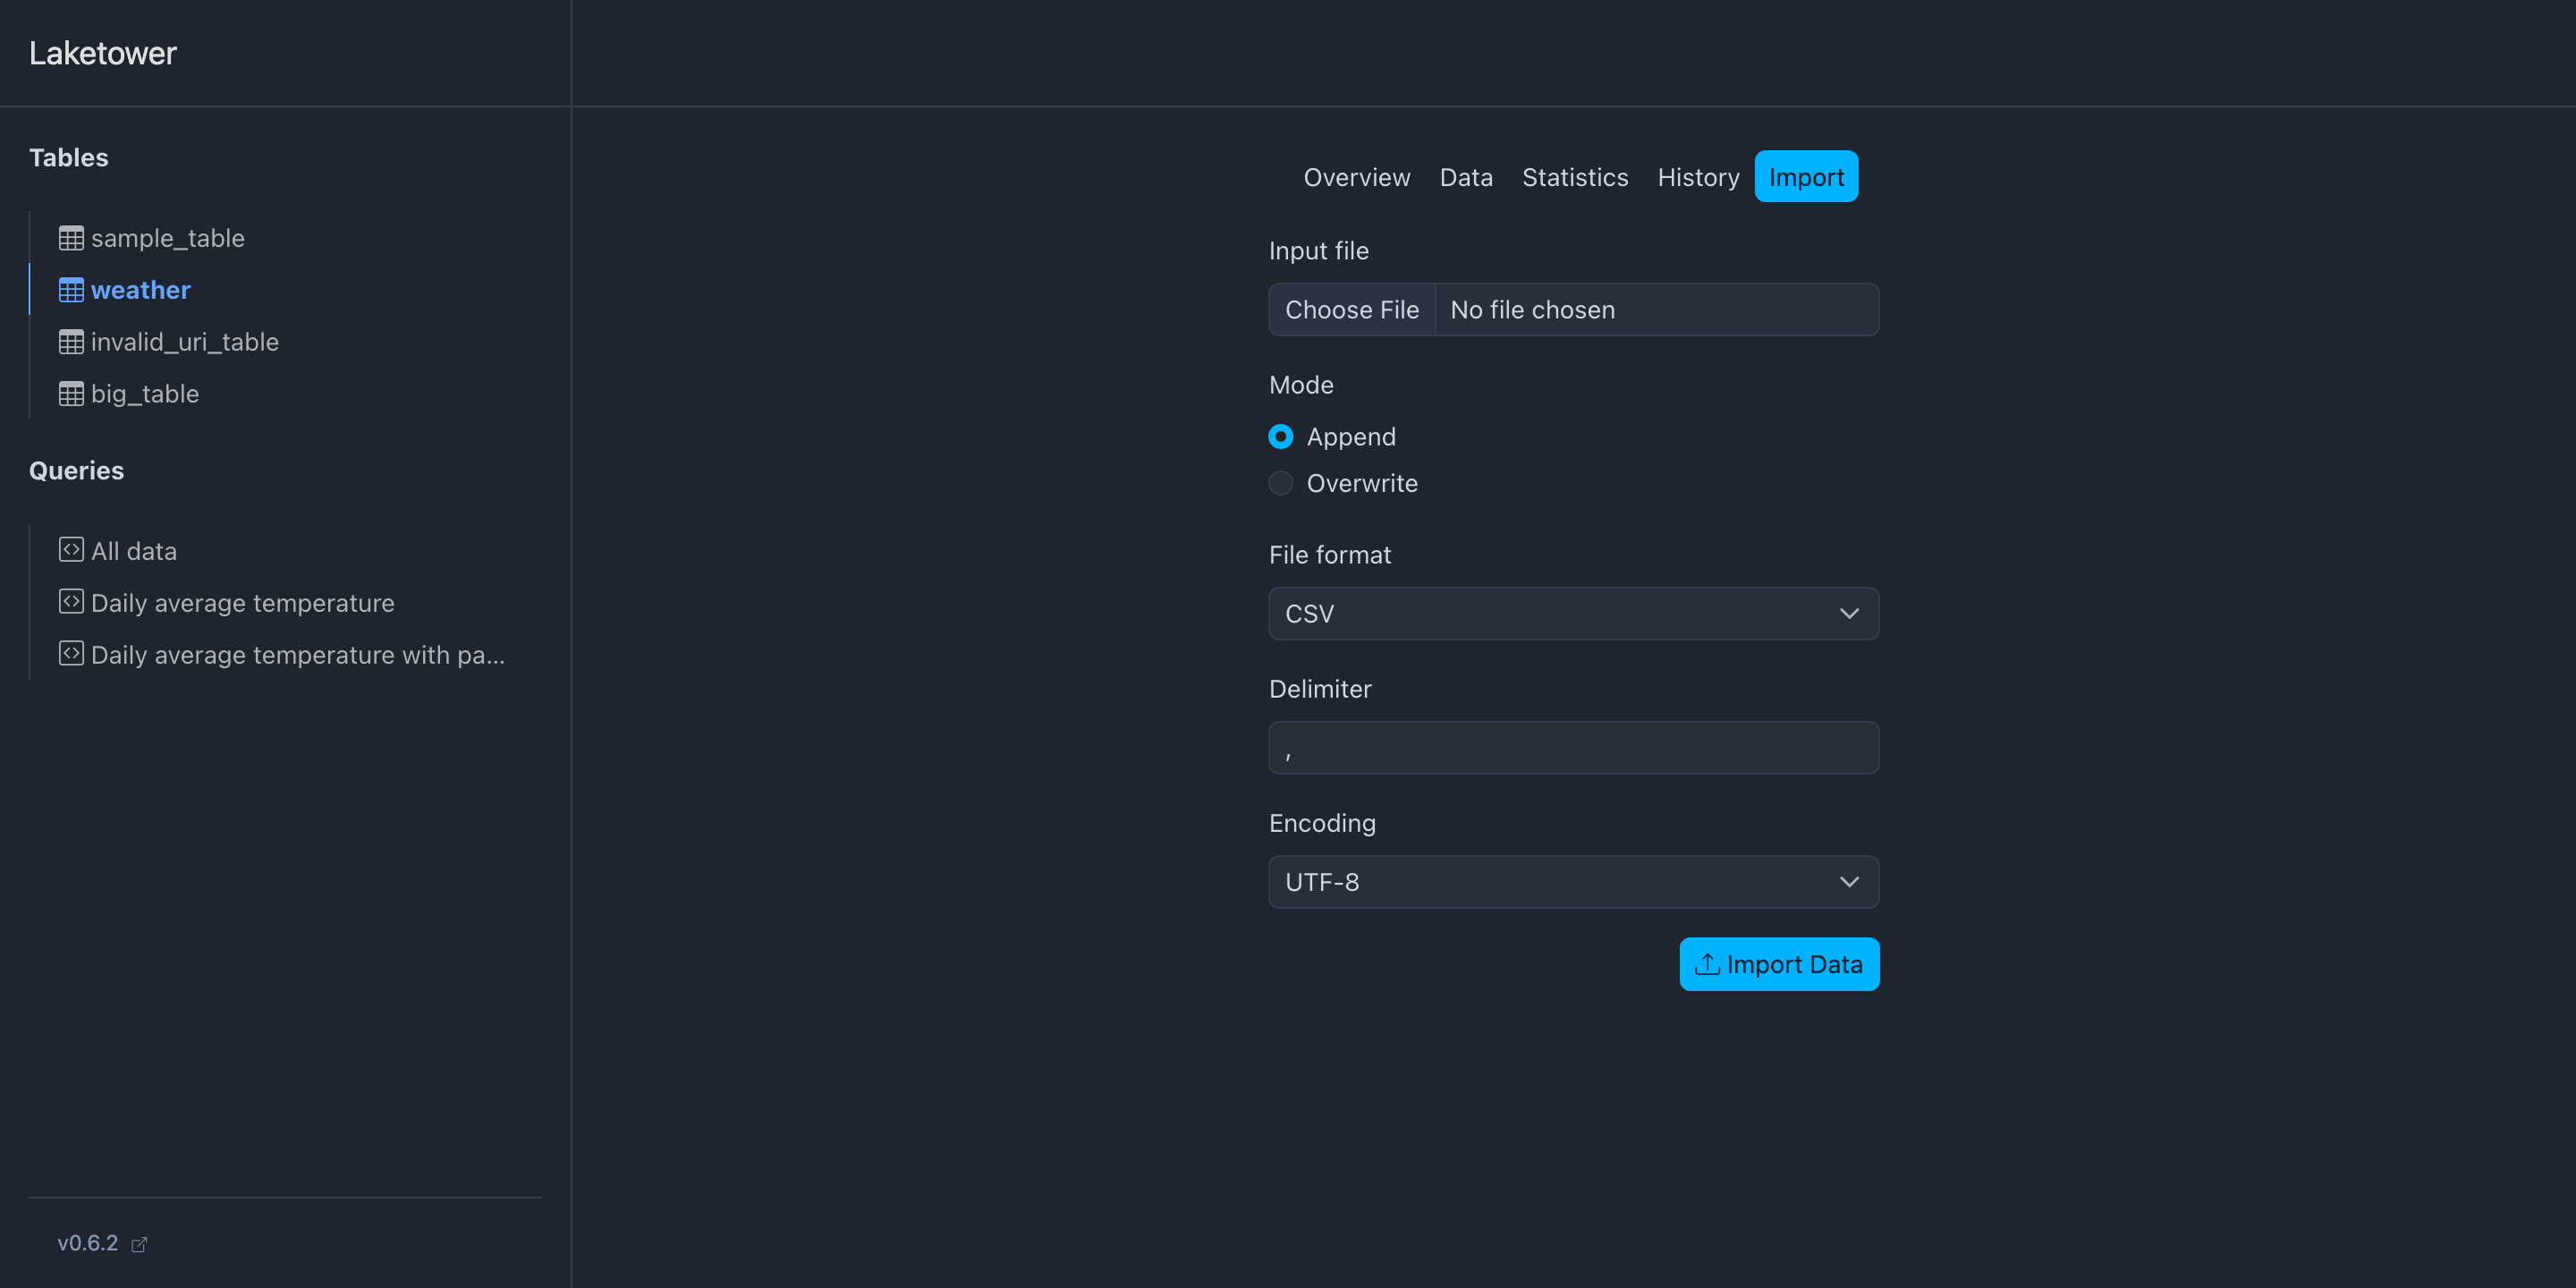 Laketower
Tables
sample_table
weather
invalid_uri_table
big_table
Queries
All data
Daily average temperature
Daily average temperature with pa...
v0.6.2
Overview Data Statistics History Import
Input file
Choose File No file chosen
Mode
Append
Overwrite
File format
CSV
Delimiter
,
Encoding
UTF-8
Import Data